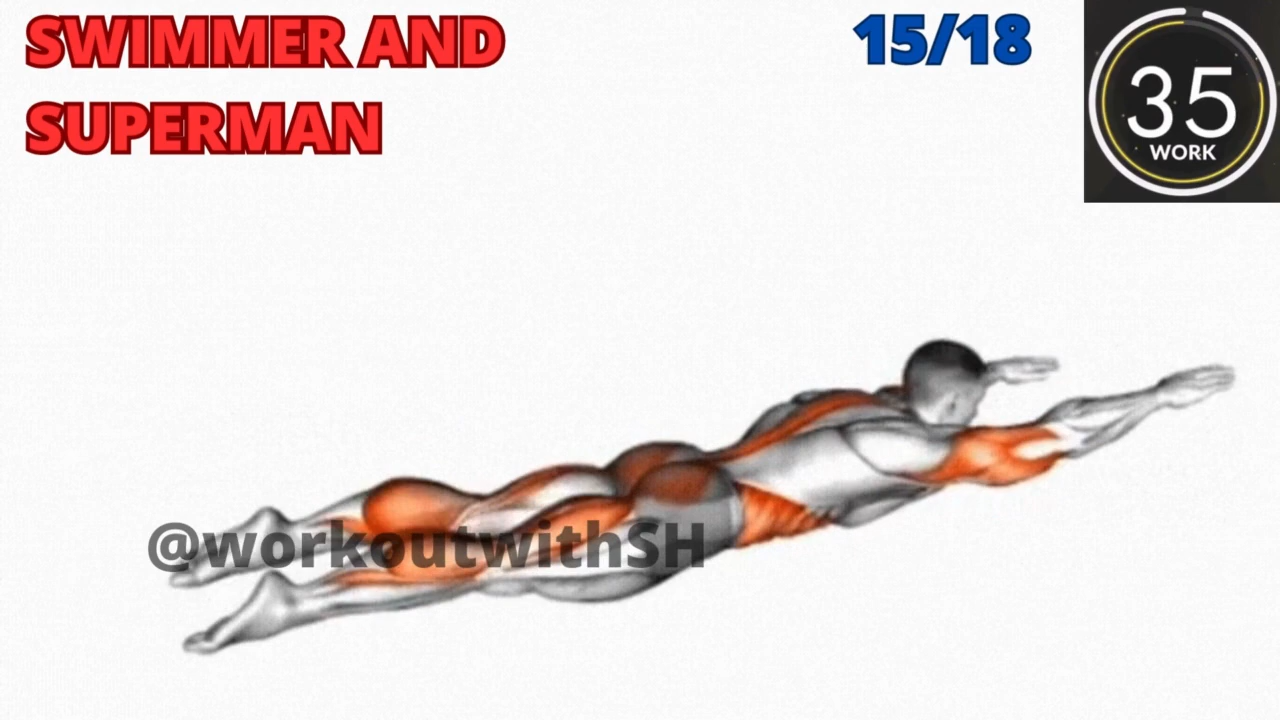 SWIMMER AND
SUPERMAN
15/18
35
WORK
@workoutwithSH